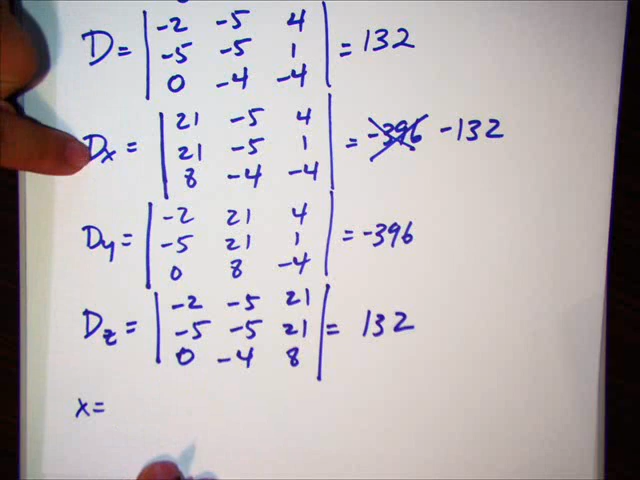 -2 -5 4
D = -5 -5 1 = 132
0 -4 -4
21 -5 4
Dx = 21 -5 1 = -396 -132
8 -4 -4
-2 21 4
Dy = -5 21 1 = -396
0 8 -4
-2 -5 21
Dz = -5 -5 21 = 132
0 -4 8
x=